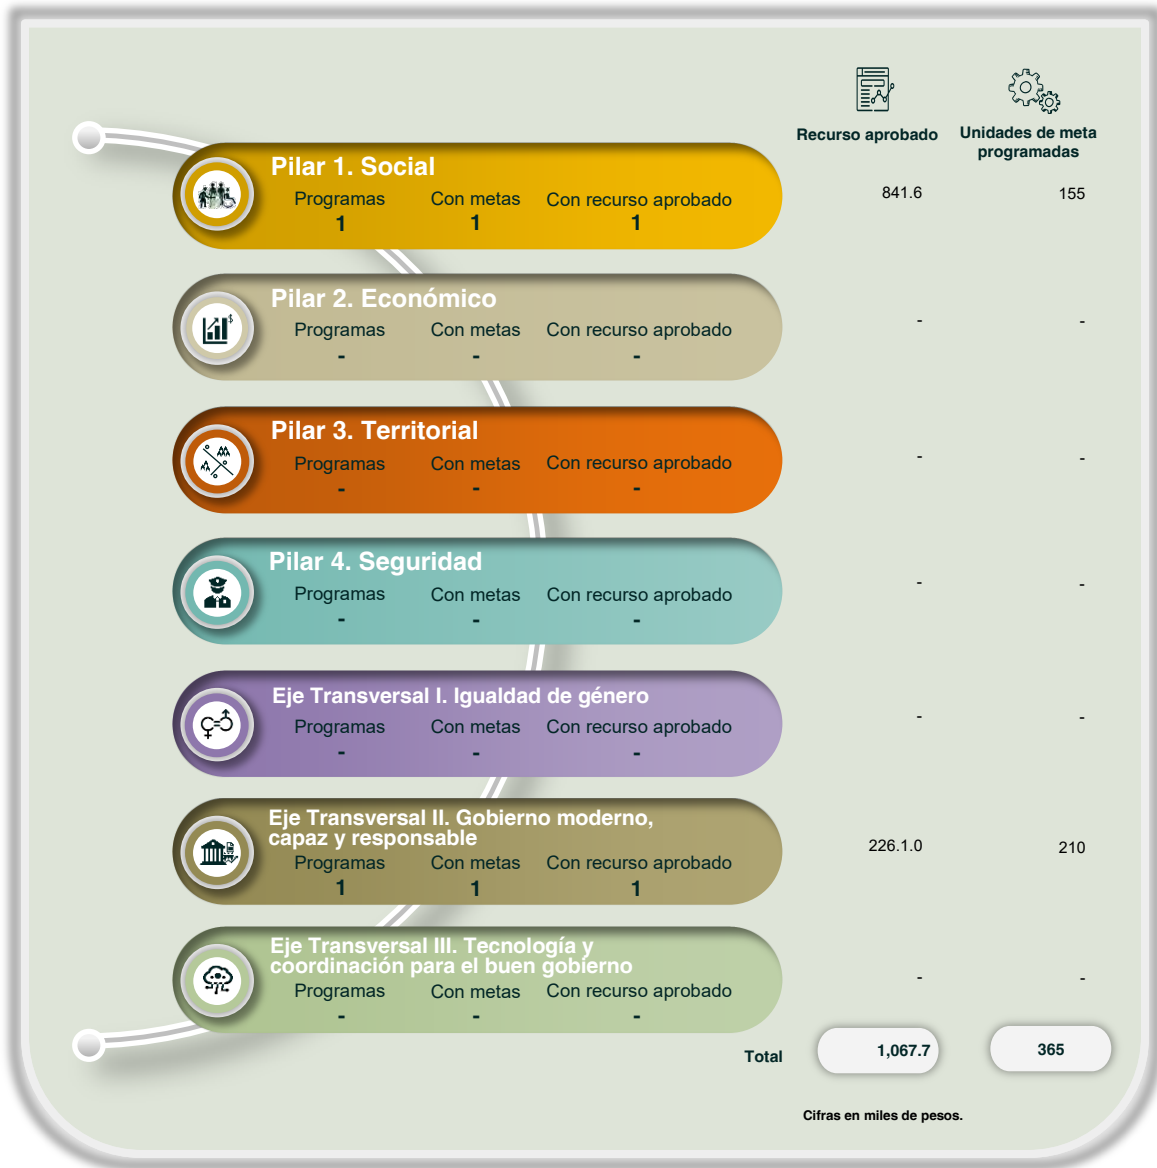 Recurso aprobado
Unidades de meta
programadas
Pilar 1. Social
Programas Con metas Con recurso aprobado
1 1 1
841.6 155
Pilar 2. Económico
Programas Con metas Con recurso aprobado
- - -
- -
Pilar 3. Territorial
Programas Con metas Con recurso aprobado
- - -
- -
Pilar 4. Seguridad
Programas Con metas Con recurso aprobado
- - -
- -
Eje Transversal I. Igualdad de género
Programas Con metas Con recurso aprobado
- - -
- -
Eje Transversal II. Gobierno moderno,
capaz y responsable
Programas Con metas Con recurso aprobado
1 1 1
226.1.0 210
Eje Transversal III. Tecnología y
coordinación para el buen gobierno
Programas Con metas Con recurso aprobado
- - -
- -
Total 1,067.7 365
Cifras en miles de pesos.